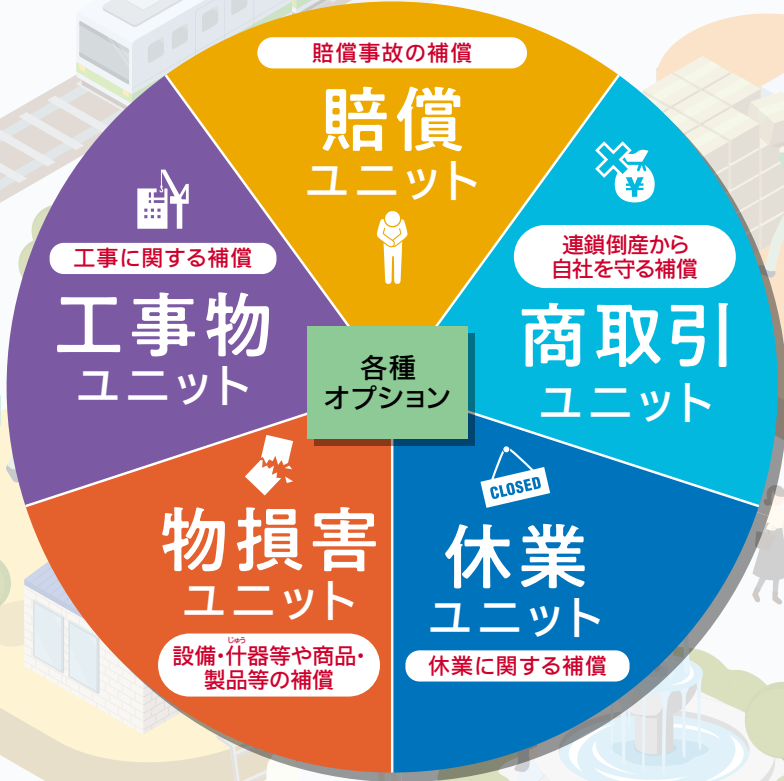 賠償事故の補償
賠償
ユニット
連鎖倒産から
自社を守る補償
商取引
ユニット
工事に関する補償
工事物
ユニット
各種
オプション
CLOSED
休業
ユニット
休業に関する補償
物損害
ユニット
じゅう
設備・什器等や商品・
製品等の補償
¥